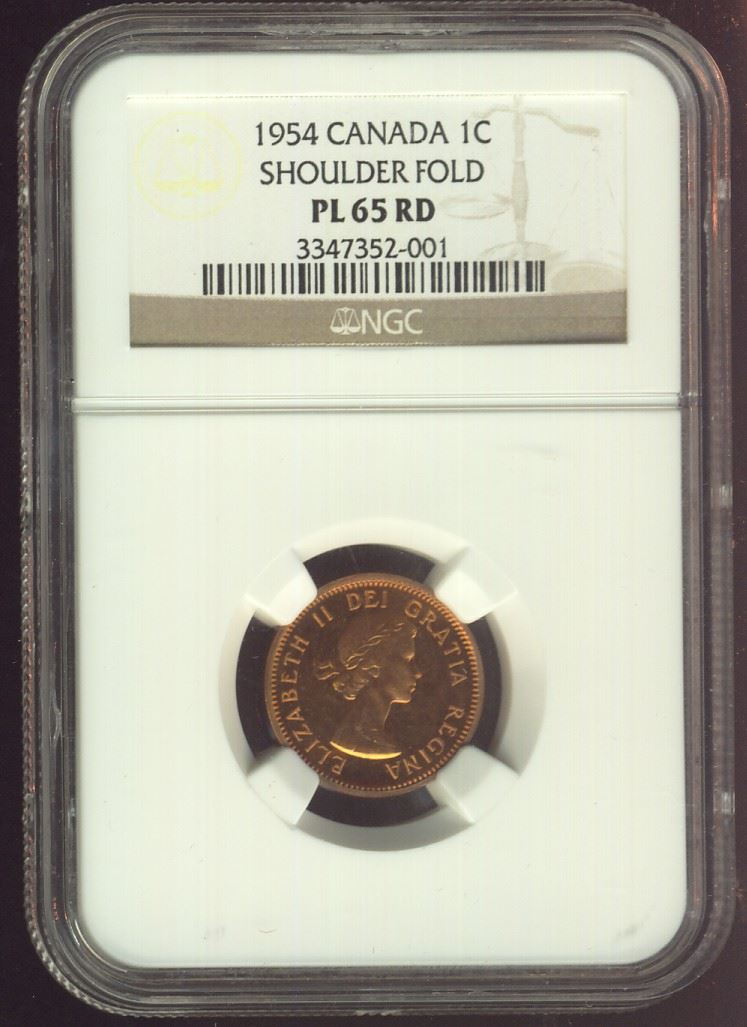 1954 CANADA 1C
SHOULDER FOLD
PL 65 RD
3347352-001
NGC
ELIZABETH II DEI GRATIA REGINA